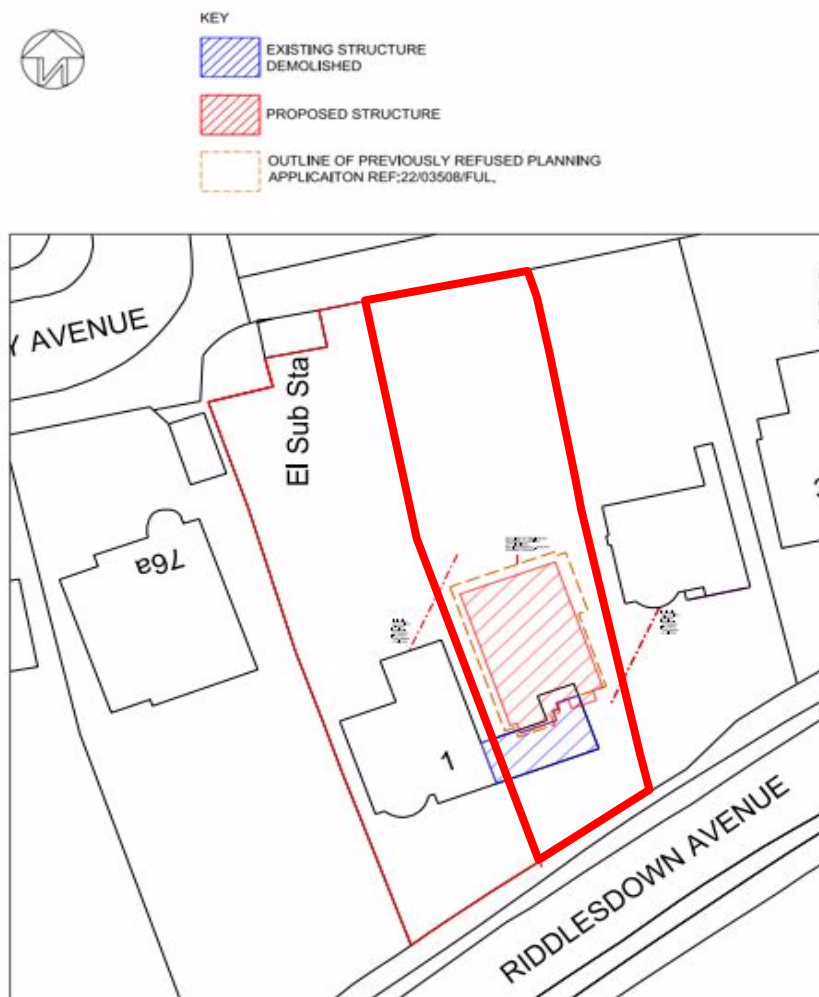 KEY
EXISTING STRUCTURE
DEMOLISHED
PROPOSED STRUCTURE
OUTLINE OF PREVIOUSLY REFUSED PLANNING
APPLICAITON REF;22/03508/FUL,
Y AVENUE
El Sub Sta
76a
1
RIDDLESDOWN AVENUE